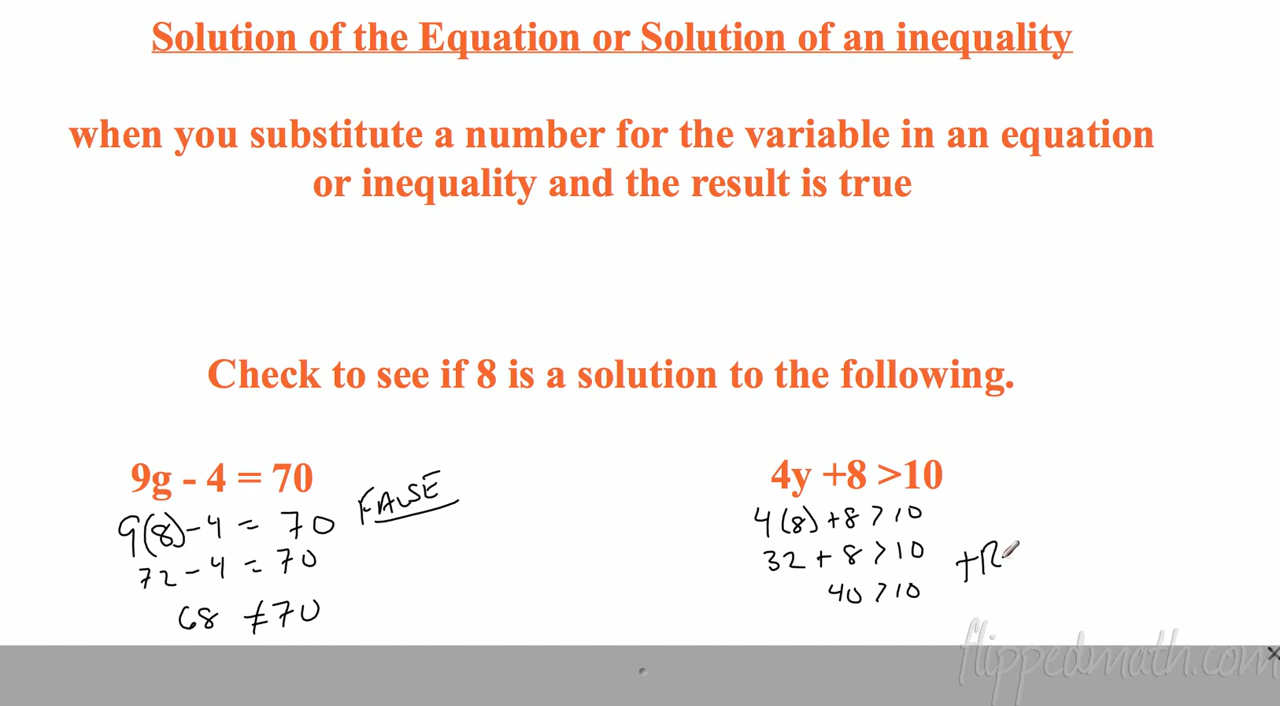 Solution of the Equation or Solution of an inequality
when you substitute a number for the variable in an equation
or inequality and the result is true
Check to see if 8 is a solution to the following.
9g - 4 = 70
9(8)-4 = 70
72 - 4 = 70
68 ≠ 70
FALSE
4y +8 >10
4(8) +8 > 10
32 + 8 > 10
40 > 10
TR
flippedmath.com